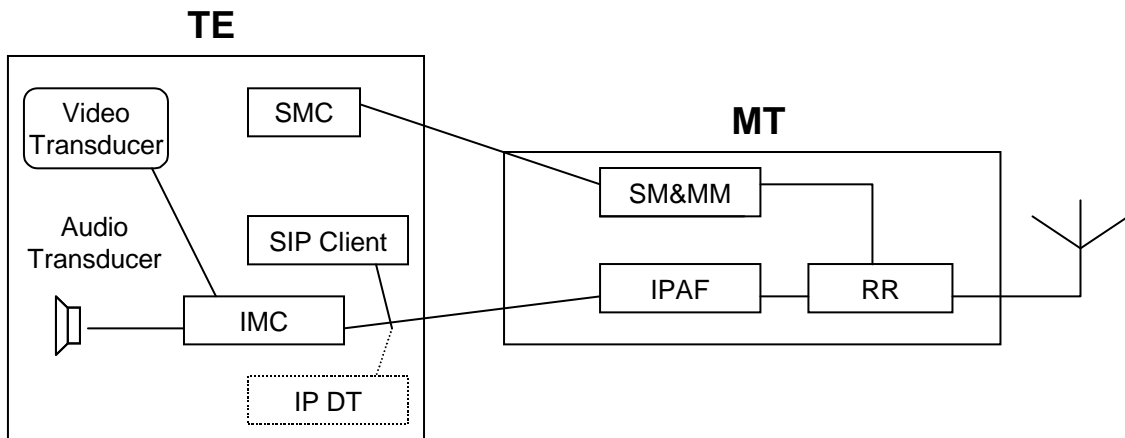 TE
Video
Transducer
SMC
MT
SM&MM
Audio
Transducer
SIP Client
IPAF
RR
IMC
IP DT